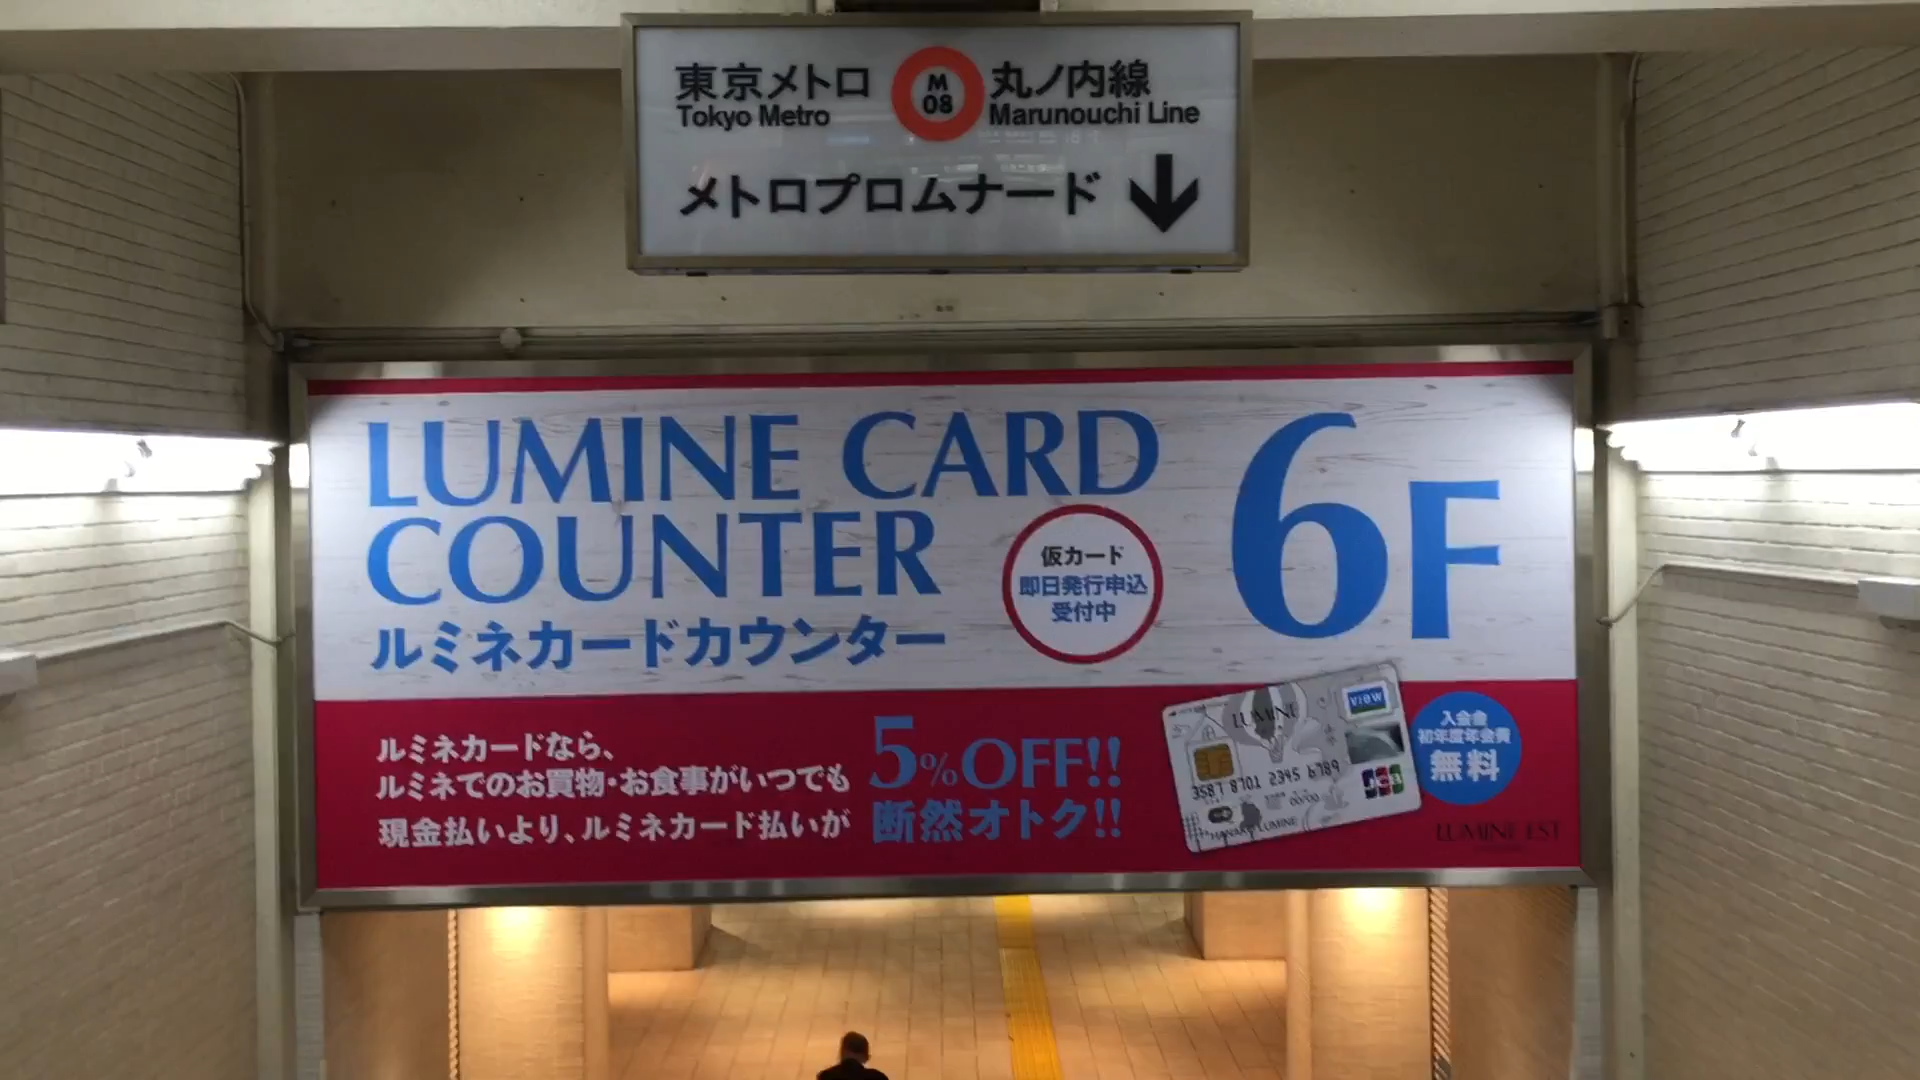 東京メトロ M 08 丸ノ内線
Tokyo Metro Marunouchi Line
メトロプロムナード ↓
LUMINE CARD
COUNTER
ルミネカードカウンター
仮カード
即日発行申込
受付中
6F
ルミネカードなら、
ルミネでのお買物・お食事がいつでも
現金払いより、ルミネカード払いが
5%OFF!!
断然オトク!!
LUMINE
VIEW
3587 8701 2345 6789
00/00
HANAKO LUMINE
JCB
入会金
初年度年会費
無料
LUMINE EST